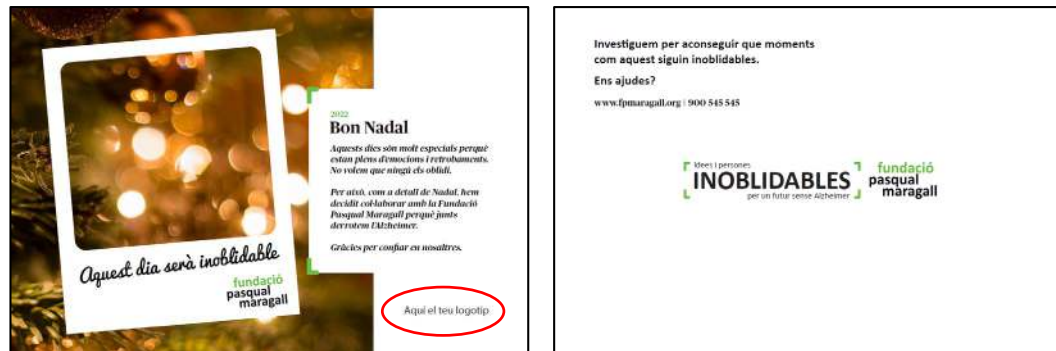 Aquest dia serà inoblidable
fundació
pasqual
maragall
2022
Bon Nadal
Aquests dies són molt especials perquè
estan plens d'emocions i retrobaments.
No volem que ningú els oblidi.
Per això, com a detall de Nadal, hem
decidit col·laborar amb la Fundació
Pasqual Maragall perquè junts
derrotem l'Alzheimer.
Gràcies per confiar en nosaltres.
Aquí el teu logotip
Investiguem per aconseguir que moments
com aquest siguin inoblidables.
Ens ajudes?
www.fpmaragall.org | 900 545 545
Idees i persones
INOBLIDABLES
per un futur sense Alzheimer
fundació
pasqual
maragall